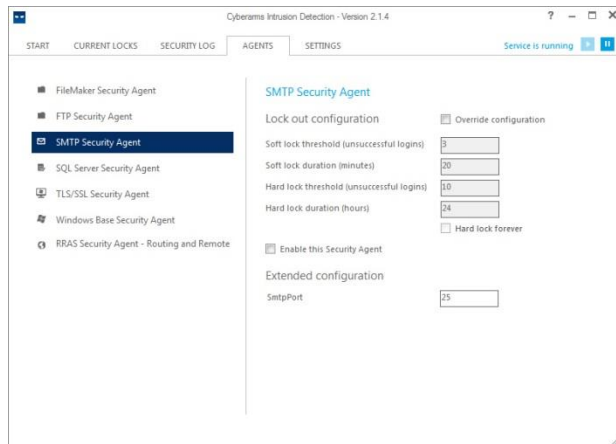 Cyberarms Intrusion Detection - Version 2.1.4
START CURRENT LOCKS SECURITY LOG AGENTS SETTINGS Service is running
FileMaker Security Agent
FTP Security Agent
SMTP Security Agent
SQL Server Security Agent
TLS/SSL Security Agent
Windows Base Security Agent
RRAS Security Agent - Routing and Remote
SMTP Security Agent
Lock out configuration Override configuration
Soft lock threshold (unsuccessful logins) 3
Soft lock duration (minutes) 20
Hard lock threshold (unsuccessful logins) 10
Hard lock duration (hours) 24
Hard lock forever
Enable this Security Agent
Extended configuration
SmtpPort 25